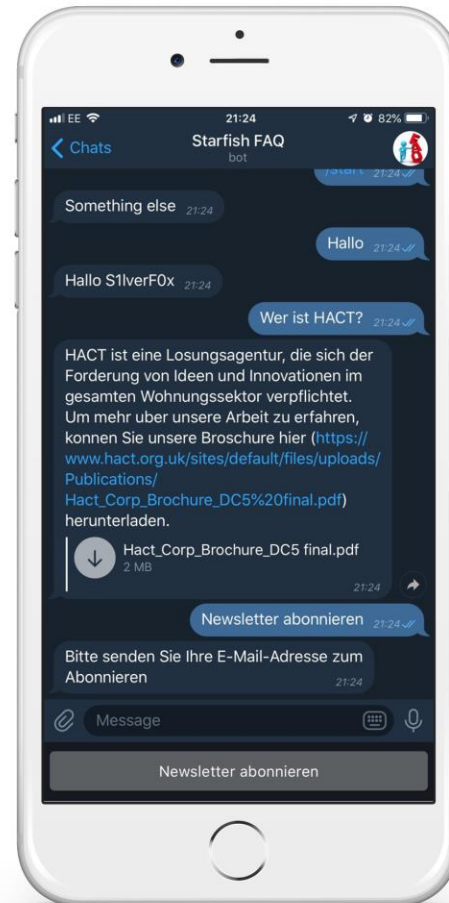 EE 21:24 82%
Chats Starfish FAQ
bot
/start 21:24
Something else 21:24
Hallo 21:24
Hallo S1lverF0x 21:24
Wer ist HACT? 21:24
HACT ist eine Losungsagentur, die sich der
Forderung von Ideen und Innovationen im
gesamten Wohnungssektor verpflichtet.
Um mehr uber unsere Arbeit zu erfahren,
konnen Sie unsere Broschure hier (https://
www.hact.org.uk/sites/default/files/uploads/
Publications/
Hact_Corp_Brochure_DC5%20final.pdf)
herunterladen.
Hact_Corp_Brochure_DC5 final.pdf
2 MB
21:24
Newsletter abonnieren 21:24
Bitte senden Sie Ihre E-Mail-Adresse zum
Abonnieren 21:24
Message
Newsletter abonnieren